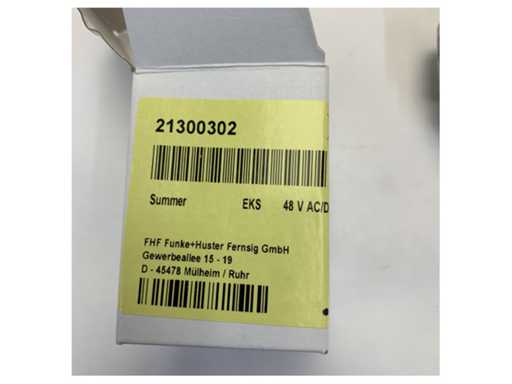 21300302
Summer EKS 48 V AC/D
FHF Funke+Huster Fernsig GmbH
Gewerbeallee 15 - 19
D - 45478 Mülheim / Ruhr